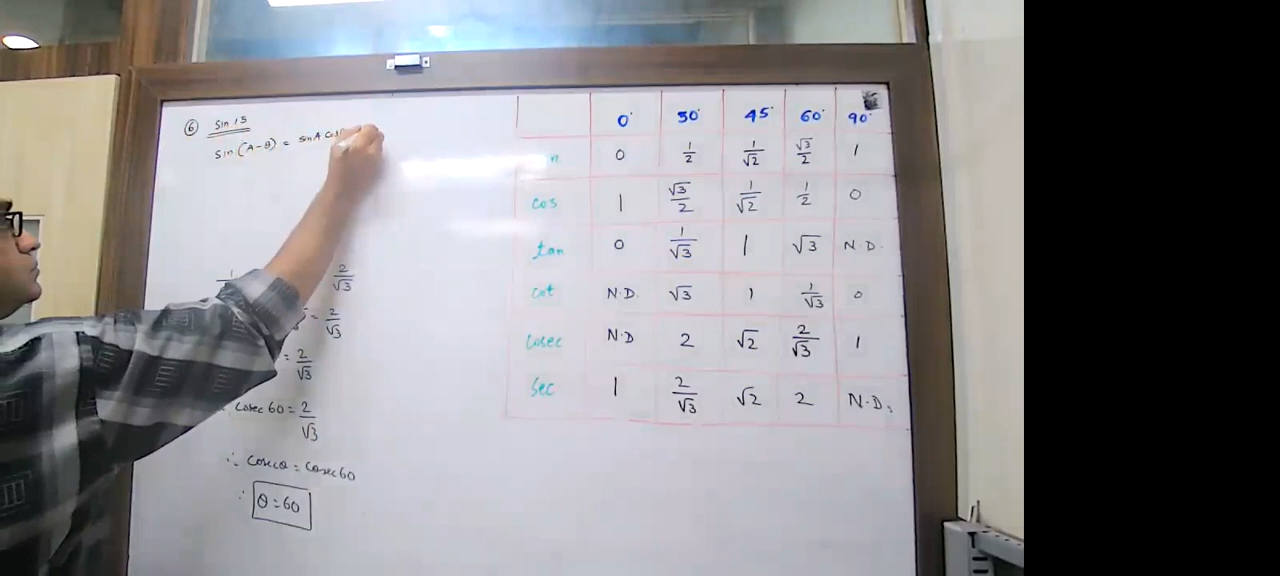 ⑥ Sin 15
sin (A-B) = sinA Cos
2/√3
= 2/√3
= 2/√3
Cosec 60 = 2/√3
∴ Cosecθ = Cosec 60
∴ θ = 60
0° 30° 45° 60° 90°
n 0 1/2 1/√2 √3/2 1
cos 1 √3/2 1/√2 1/2 0
tan 0 1/√3 1 √3 N.D.
cot N.D. √3 1 1/√3 0
cosec N.D 2 √2 2/√3 1
sec 1 2/√3 √2 2 N.D.